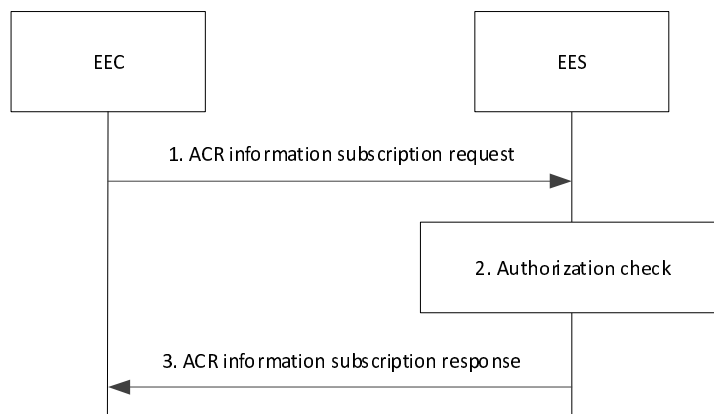 EEC
EES
1. ACR information subscription request
2. Authorization check
3. ACR information subscription response